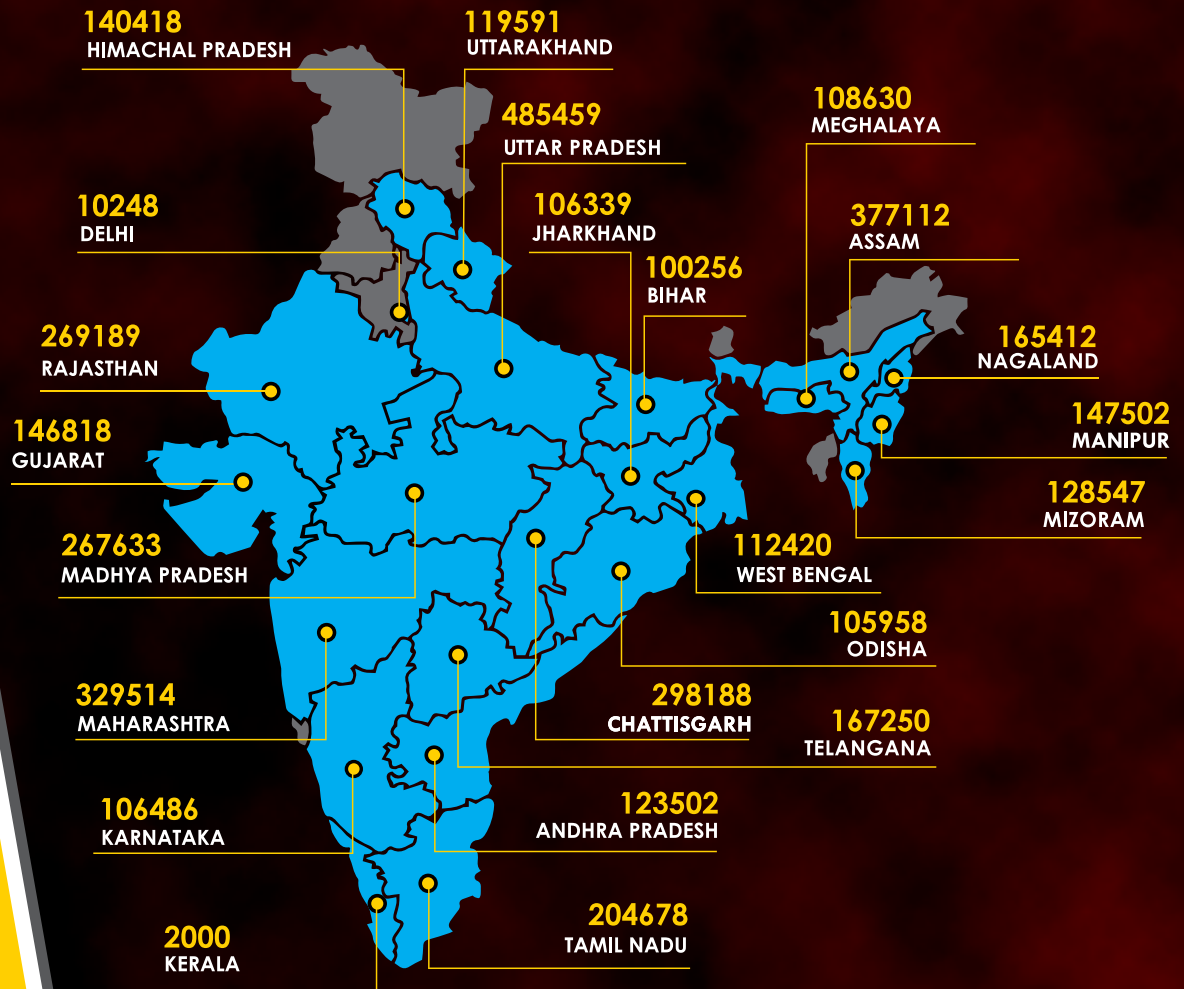 140418
HIMACHAL PRADESH
119591
UTTARAKHAND
485459
UTTAR PRADESH
108630
MEGHALAYA
10248
DELHI
106339
JHARKHAND
377112
ASSAM
100256
BIHAR
269189
RAJASTHAN
165412
NAGALAND
146818
GUJARAT
147502
MANIPUR
128547
MIZORAM
267633
MADHYA PRADESH
112420
WEST BENGAL
105958
ODISHA
329514
MAHARASHTRA
298188
CHATTISGARH
167250
TELANGANA
106486
KARNATAKA
123502
ANDHRA PRADESH
204678
TAMIL NADU
2000
KERALA